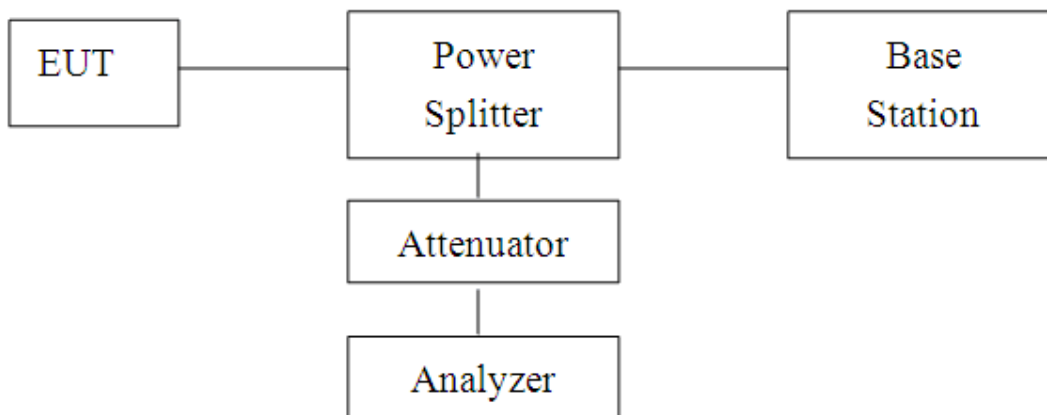 EUT
Power
Splitter
Base
Station
Attenuator
Analyzer